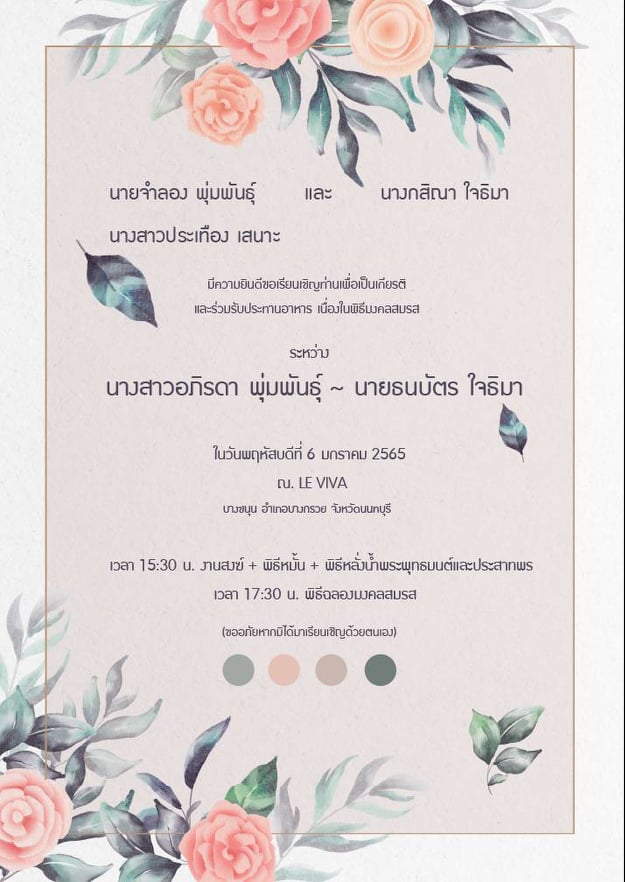 นายจำลอง พุ่มพันธุ์ และ นางกสิณา ใจธิมา
นางสาวประเทือง เสนาะ
มีความยินดีขอเรียนเชิญท่านเพื่อเป็นเกียรติ
และร่วมรับประทานอาหาร เนื่องในพิธีมงคลสมรส
ระหว่าง
นางสาวอภิรดา พุ่มพันธุ์ ~ นายธนบัตร ใจธิมา
ในวันพฤหัสบดีที่ 6 มกราคม 2565
ณ. LE VIVA
บางขนุน อำเภอบางกรวย จังหวัดนนทบุรี
เวลา 15:30 น. งานสงฆ์ + พิธีหมั้น + พิธีหลั่งน้ำพระพุทธมนต์และประสาทพร
เวลา 17:30 น. พิธีฉลองมงคลสมรส
(ขออภัยหากมิได้มาเรียนเชิญด้วยตนเอง)